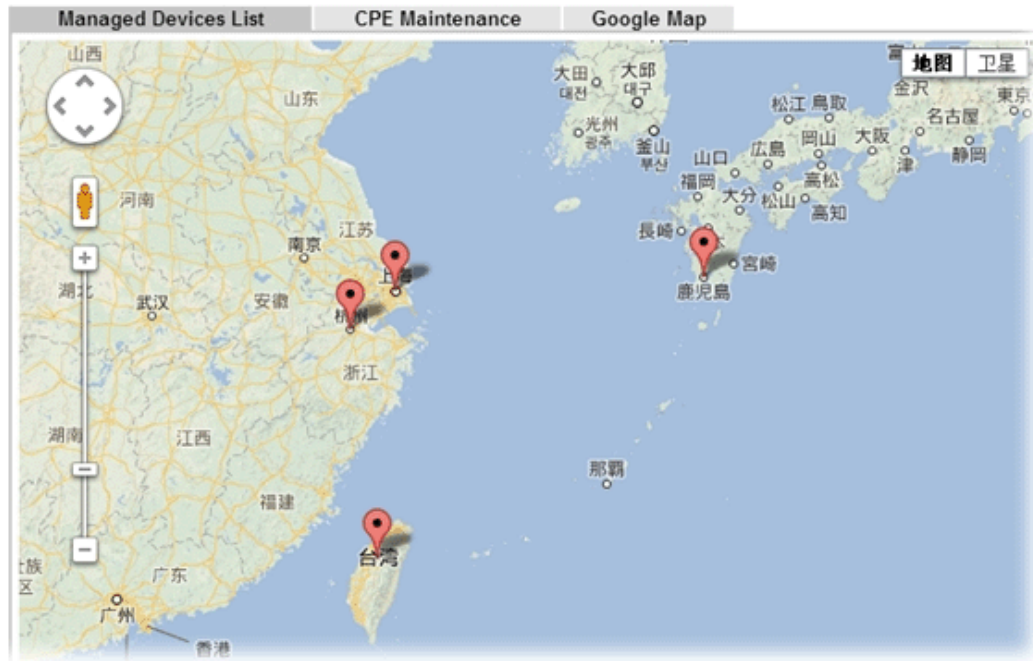 Managed Devices List
CPE Maintenance
Google Map
地图
卫星
山西
山东
河南
江苏
南京
上海
湖北
武汉
安徽
杭州
浙江
湖南
江西
福建
台湾
广东
广州
香港
族
区
大田
대전
大邱
대구
光州
광주
釜山
부산
松江
鳥取
金沢
東京
名古屋
岡山
大阪
津
静岡
山口
広島
高松
福岡
大分
松山
高知
長崎
宮崎
鹿児島
那覇